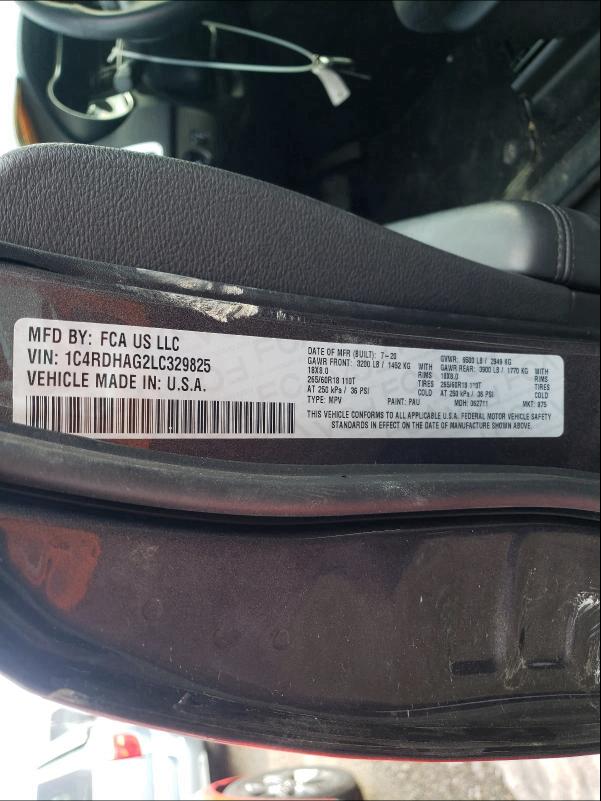 MFD BY: FCA US LLC
VIN: 1C4RDHAG2LC329825
VEHICLE MADE IN U.S.A.
DATE OF MFR (BUILT): 7-20 GVWR: 6500 LB / 2949 KG
GAWR FRONT: 3200 LB / 1452 KG GAWR REAR: 3900 LB / 1770 KG
18X8.0 RIMS 18X8.0 RIMS
265/60R18 110T TIRES 265/60R18 110T TIRES
AT 250 kPa / 36 PSI COLD AT 250 kPa / 36 PSI COLD
TYPE: MPV PAINT: PAU MDH: 062711 MKT: 875
THIS VEHICLE CONFORMS TO ALL APPLICABLE U.S.A. FEDERAL MOTOR VEHICLE SAFETY
STANDARDS IN EFFECT ON THE DATE OF MANUFACTURE SHOWN ABOVE.